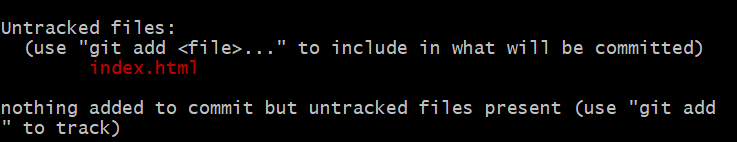 Untracked files:
  (use "git add <file>..." to include in what will be committed)
        index.html
nothing added to commit but untracked files present (use "git add
" to track)